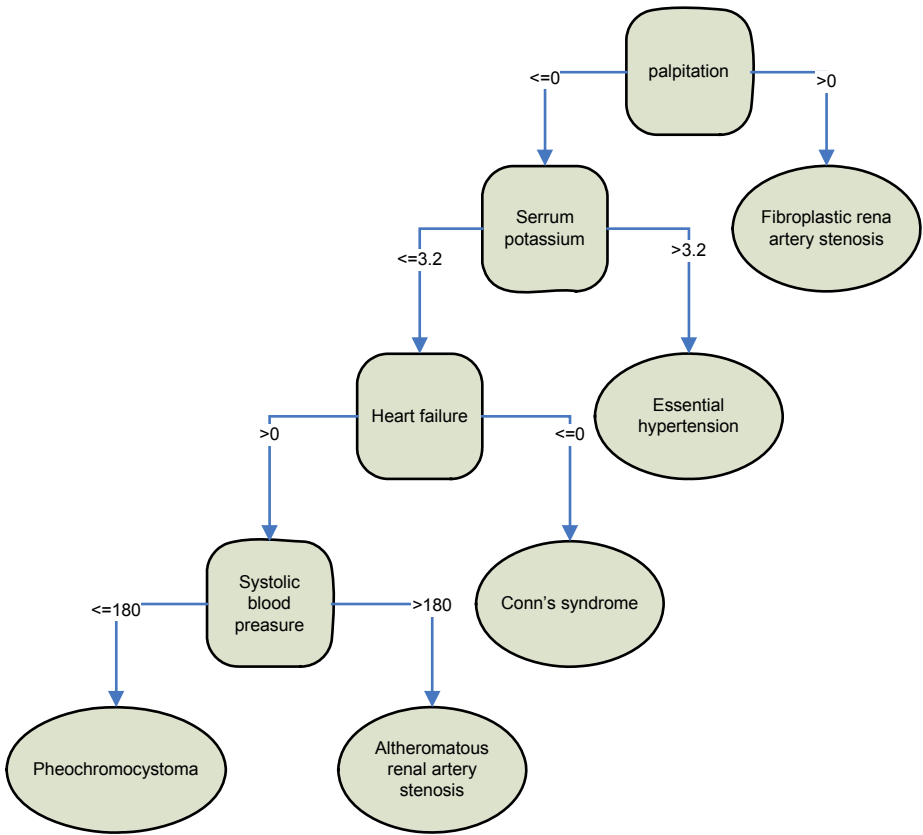 palpitation
<=0
>0
Serrum
potassium
Fibroplastic rena
artery stenosis
<=3.2
>3.2
Heart failure
Essential
hypertension
>0
<=0
Systolic
blood
preasure
Conn's syndrome
<=180
>180
Pheochromocystoma
Altheromatous
renal artery
stenosis